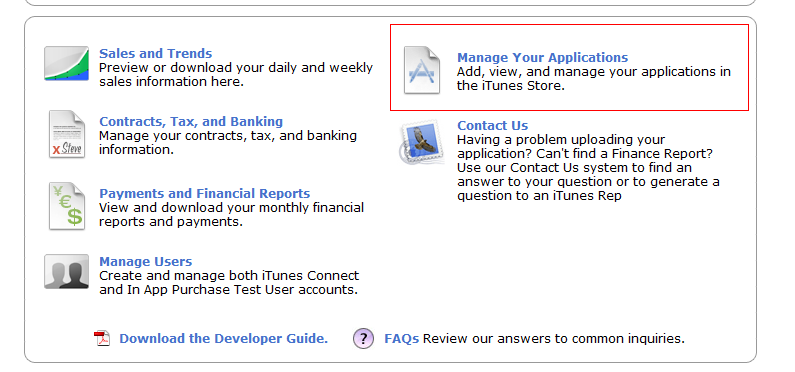 Sales and Trends
Preview or download your daily and weekly
sales information here.
Contracts, Tax, and Banking
Manage your contracts, tax, and banking
information.
X Steve
Payments and Financial Reports
View and download your monthly financial
reports and payments.
¥
€
$
Manage Users
Create and manage both iTunes Connect
and In App Purchase Test User accounts.
Manage Your Applications
Add, view, and manage your applications in
the iTunes Store.
Contact Us
Having a problem uploading your
application? Can't find a Finance Report?
Use our Contact Us system to find an
answer to your question or to generate a
question to an iTunes Rep
Download the Developer Guide.
? FAQs Review our answers to common inquiries.